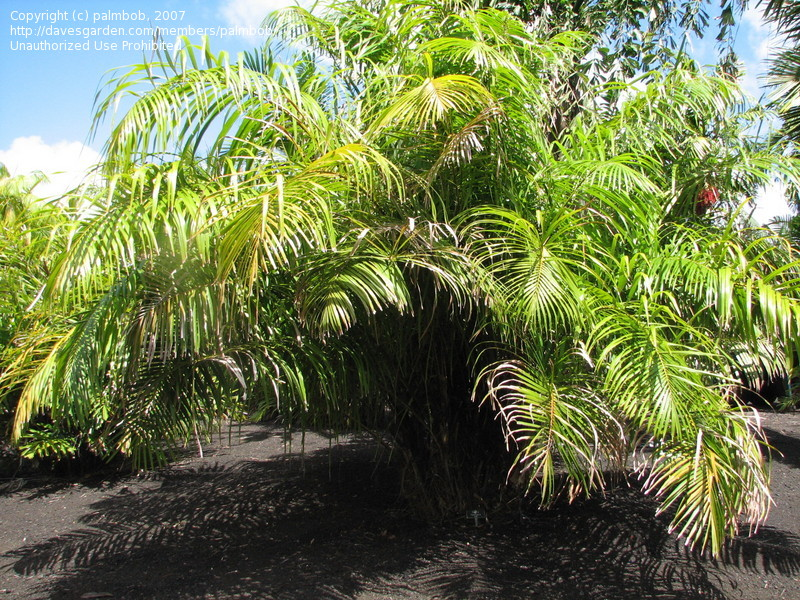 Copyright (c) palmbob, 2007
http://davesgarden.com/members/palmbob/
Unauthorized Use Prohibited